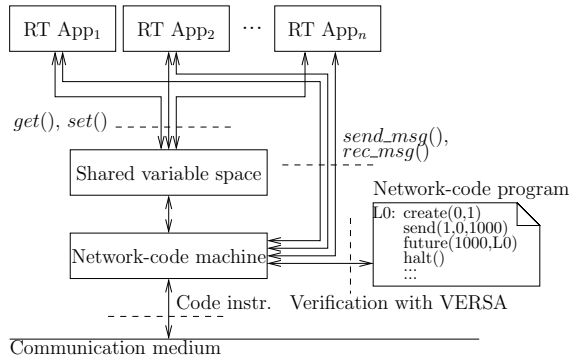 RT App1 RT App2 ... RT Appn
get(), set()
send_msg(),
rec_msg()
Shared variable space
Network-code program
L0: create(0,1)
send(1,0,1000)
future(1000,L0)
halt()
...
...
Network-code machine
Code instr. Verification with VERSA
Communication medium